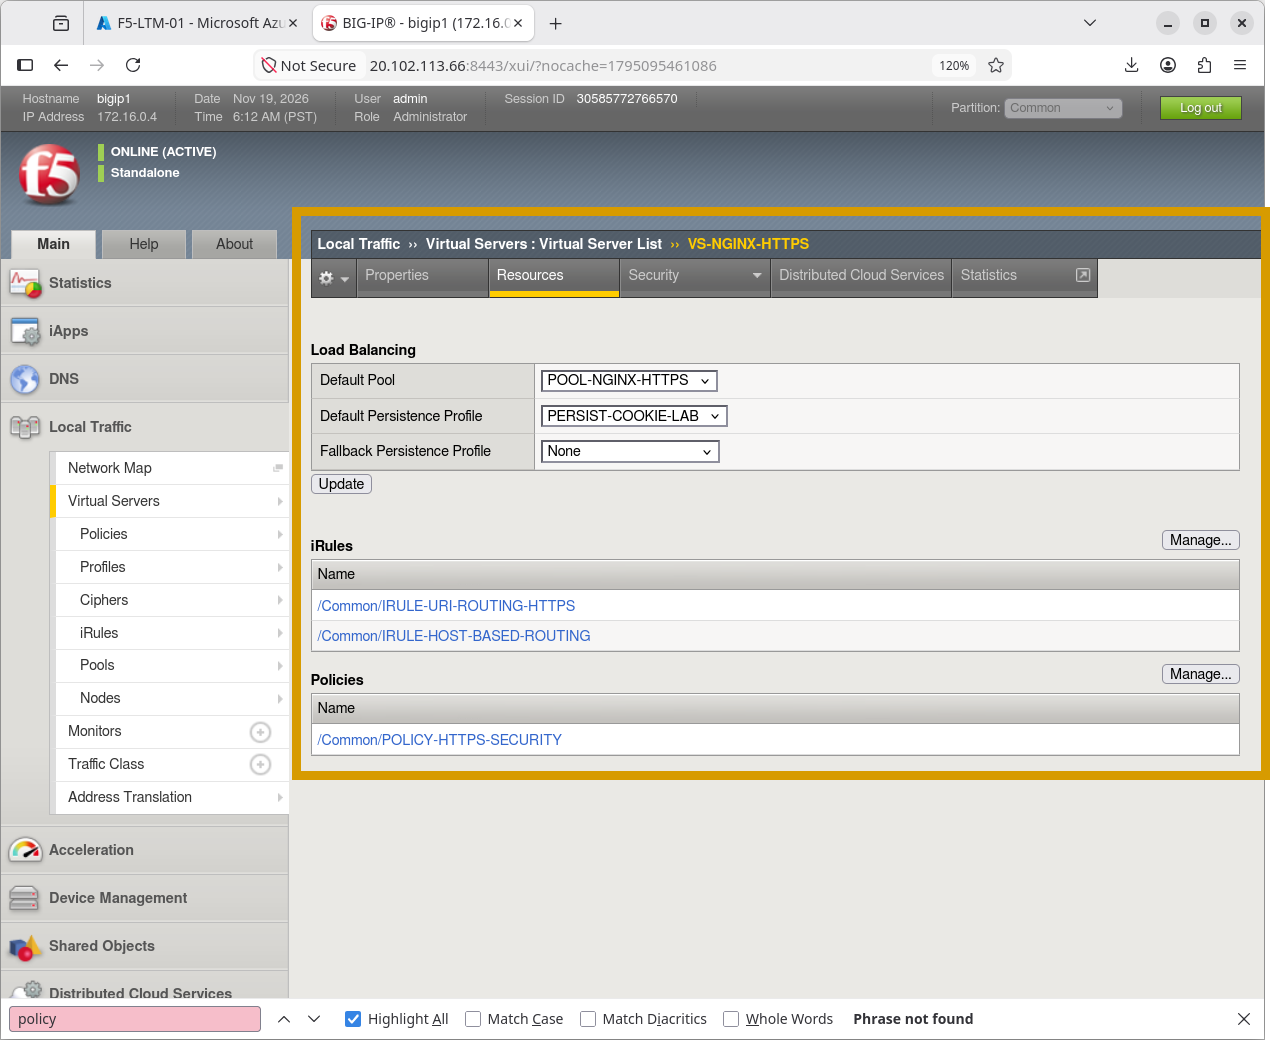 F5-LTM-01 - Microsoft Azu
BIG-IP® - bigip1 (172.16.0
Not Secure
20.102.113.66:8443/xui/?nocache=1795095461086
120%
Hostname bigip1
IP Address 172.16.0.4
Date Nov 19, 2026
Time 6:12 AM (PST)
User admin
Role Administrator
Session ID 30585772766570
Partition: Common
Log out
f5
ONLINE (ACTIVE)
Standalone
Main
Help
About
Statistics
iApps
DNS
Local Traffic
Network Map
Virtual Servers
Policies
Profiles
Ciphers
iRules
Pools
Nodes
Monitors
Traffic Class
Address Translation
Acceleration
Device Management
Shared Objects
Distributed Cloud Services
Local Traffic ›› Virtual Servers : Virtual Server List ›› VS-NGINX-HTTPS
Properties
Resources
Security
Distributed Cloud Services
Statistics
Load Balancing
Default Pool POOL-NGINX-HTTPS
Default Persistence Profile PERSIST-COOKIE-LAB
Fallback Persistence Profile None
Update
iRules
Manage...
Name
/Common/IRULE-URI-ROUTING-HTTPS
/Common/IRULE-HOST-BASED-ROUTING
Policies
Manage...
Name
/Common/POLICY-HTTPS-SECURITY
policy
Highlight All
Match Case
Match Diacritics
Whole Words
Phrase not found